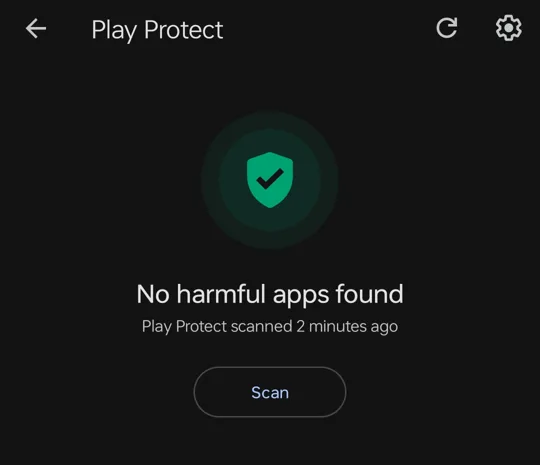 Play Protect
No harmful apps found
Play Protect scanned 2 minutes ago
Scan